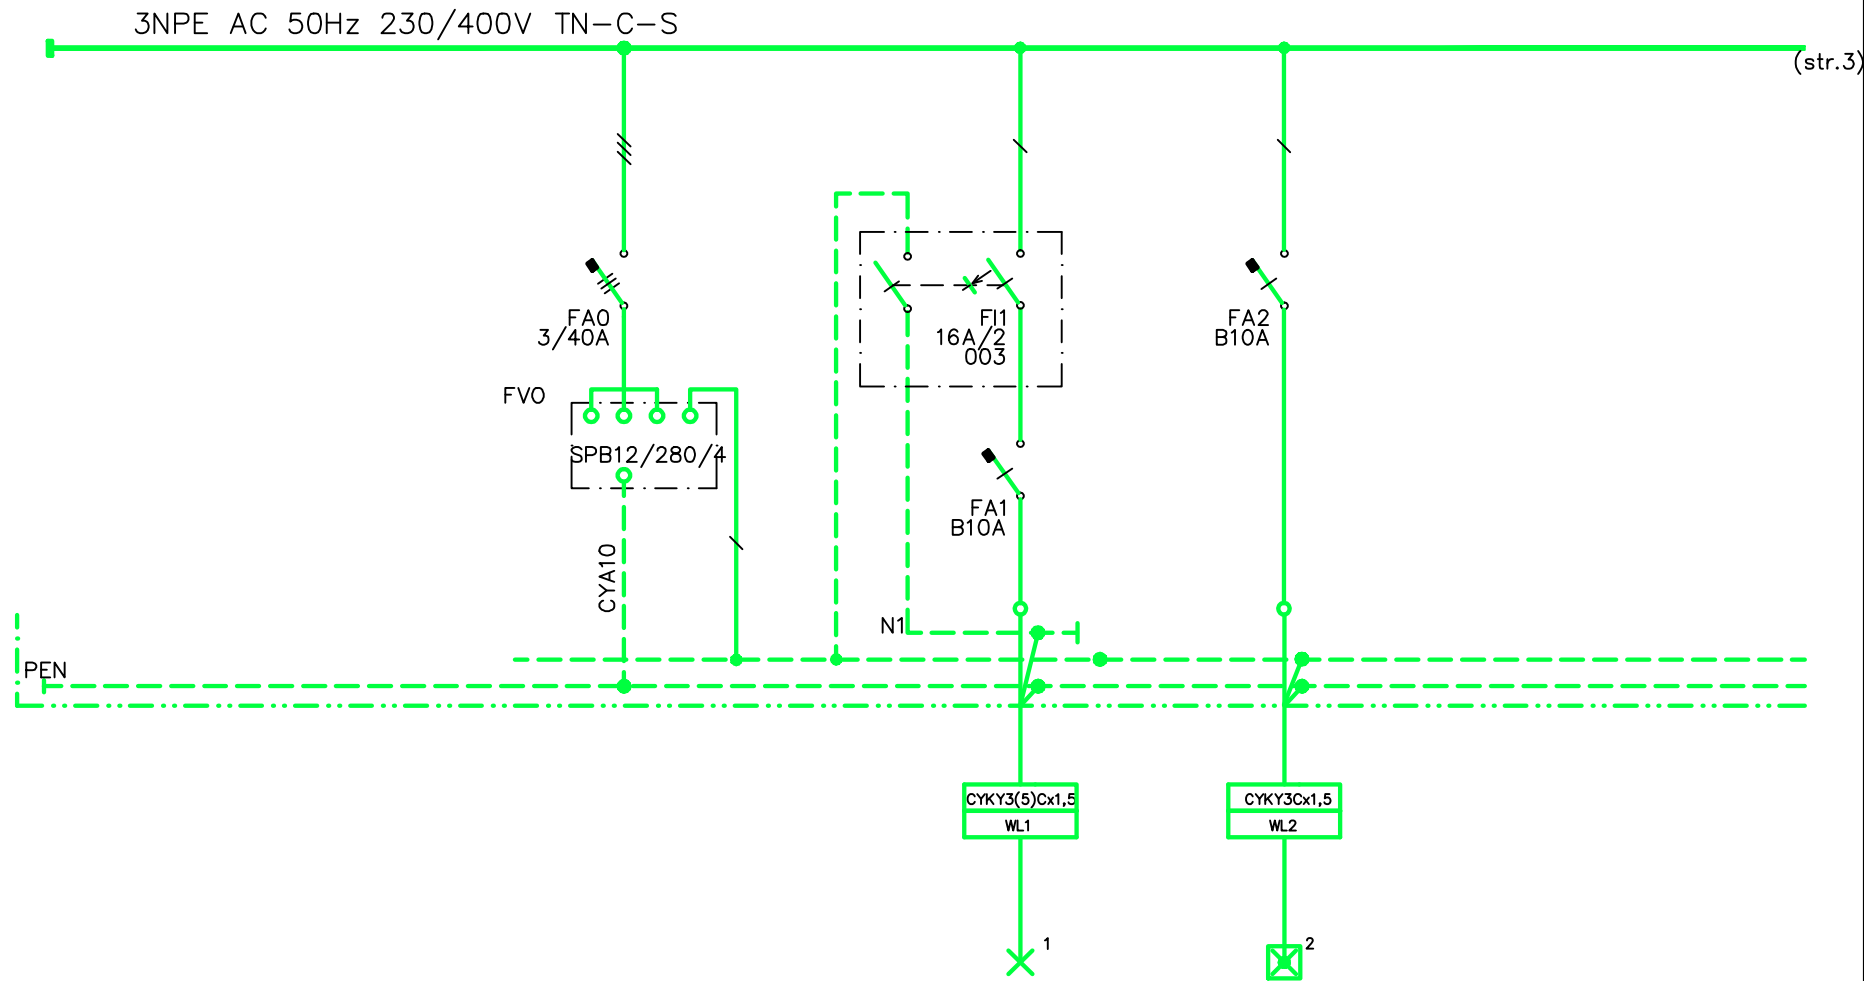 3NPE AC 50Hz 230/400V TN-C-S
(str.3)
FA0
3/40A
FI1
16A/2
003
FA2
B10A
FV0
SPB12/280/4
FA1
B10A
CYA10
N1
PEN
CYKY3(5)Cx1,5
WL1
CYKY3Cx1,5
WL2
1
2